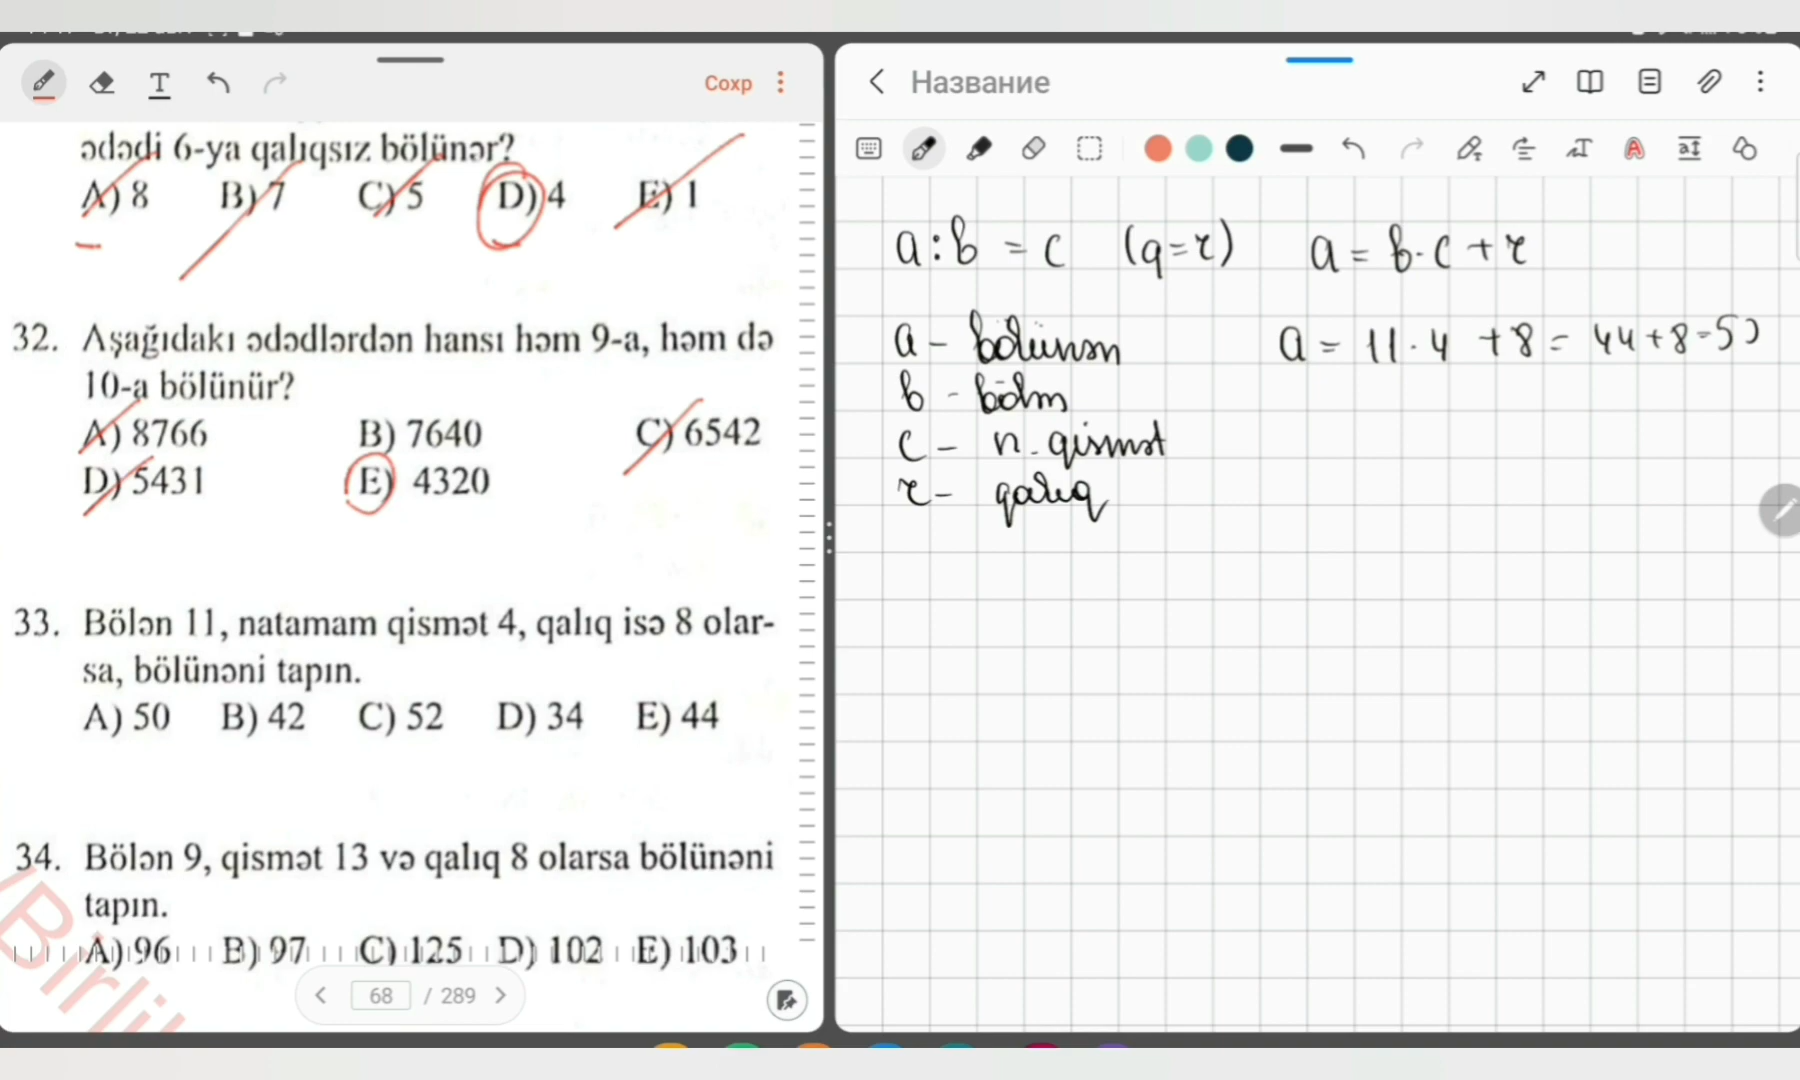 Сохр
ədədi 6-ya qalıqsız bölünər?
A) 8 B) 7 C) 5 D) 4 E) 1
32. Aşağıdakı ədədlərdən hansı həm 9-a, həm də
10-a bölünür?
A) 8766 B) 7640 C) 6542
D) 5431 E) 4320
33. Bölən 11, natamam qismət 4, qalıq isə 8 olar-
sa, bölünəni tapın.
A) 50 B) 42 C) 52 D) 34 E) 44
34. Bölən 9, qismət 13 və qalıq 8 olarsa bölünəni
tapın.
A) 96 B) 97 C) 125 D) 102 E) 103
68 / 289
Название
a : b = c (q=r) a = b · c + r
a - bölünən a = 11 · 4 + 8 = 44+8=5
b - bölən
c - n. qismət
r - qalıq